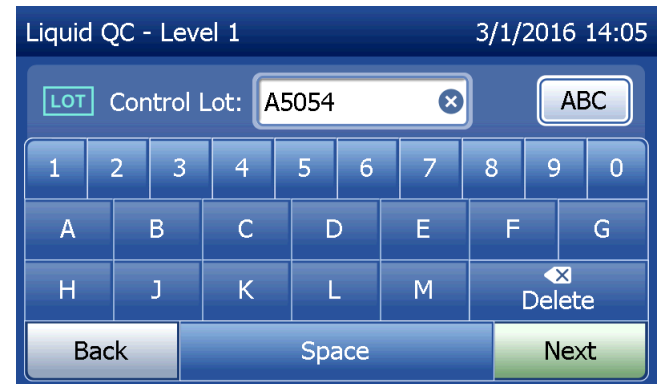 Liquid QC - Level 1 3/1/2016 14:05
LOT Control Lot: A5054 ABC
1 2 3 4 5 6 7 8 9 0
A B C D E F G
H J K L M Delete
Back Space Next